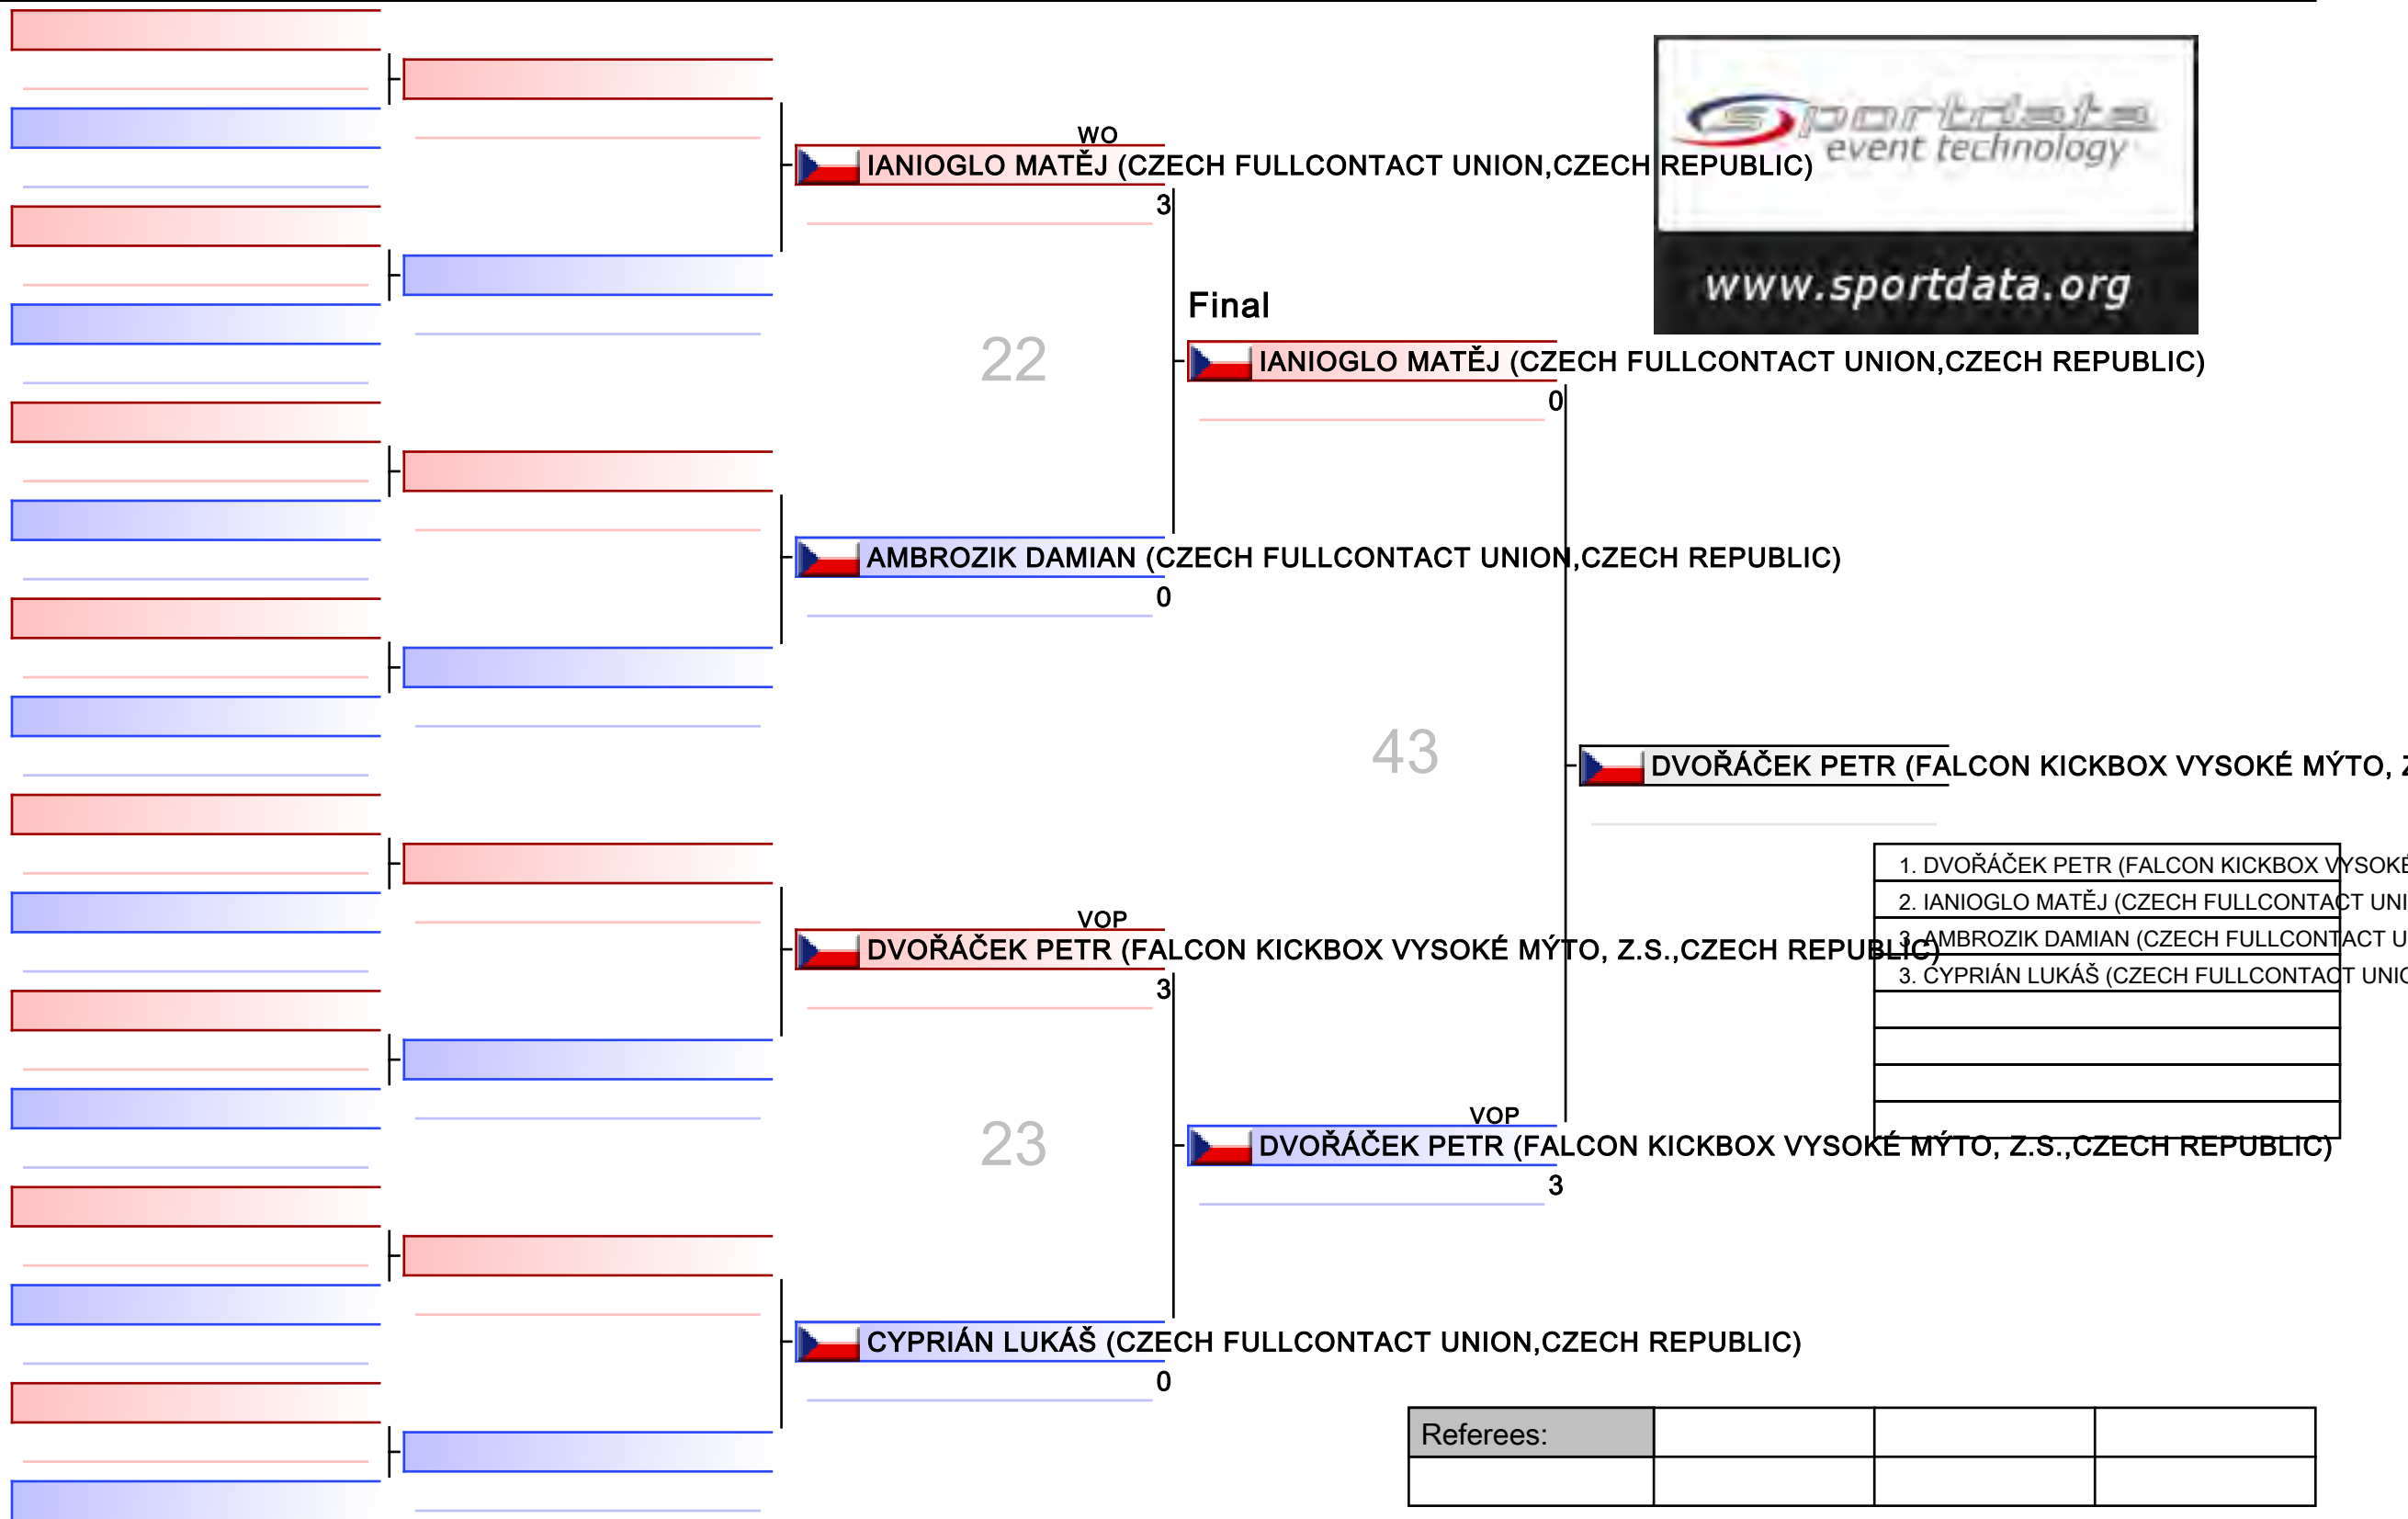 sportdata
event technology
www.sportdata.org
WO
IANIOGLO MATĚJ (CZECH FULLCONTACT UNION,CZECH REPUBLIC)
3
Final
22
IANIOGLO MATĚJ (CZECH FULLCONTACT UNION,CZECH REPUBLIC)
0
AMBROZIK DAMIAN (CZECH FULLCONTACT UNION,CZECH REPUBLIC)
0
43
DVOŘÁČEK PETR (FALCON KICKBOX VYSOKÉ MÝTO, Z
1. DVOŘÁČEK PETR (FALCON KICKBOX VYSOKÉ
2. IANIOGLO MATĚJ (CZECH FULLCONTACT UNI
3. AMBROZIK DAMIAN (CZECH FULLCONTACT U
3. CYPRIÁN LUKÁŠ (CZECH FULLCONTACT UNIO
VOP
DVOŘÁČEK PETR (FALCON KICKBOX VYSOKÉ MÝTO, Z.S.,CZECH REPUBLIC)
3
23
VOP
DVOŘÁČEK PETR (FALCON KICKBOX VYSOKÉ MÝTO, Z.S.,CZECH REPUBLIC)
3
CYPRIÁN LUKÁŠ (CZECH FULLCONTACT UNION,CZECH REPUBLIC)
0
Referees: